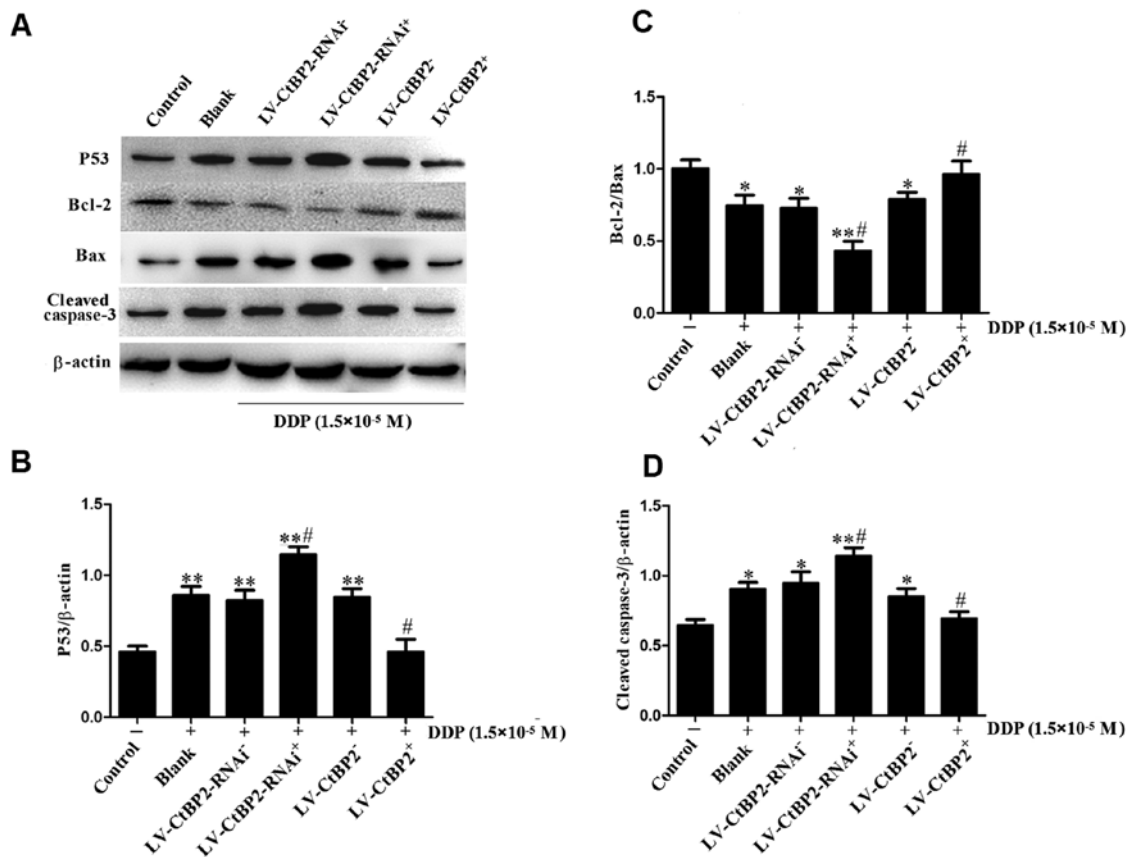 A
Control
Blank
LV-CtBP2-RNAi-
LV-CtBP2-RNAi+
LV-CtBP2-
LV-CtBP2+
P53
Bcl-2
Bax
Cleaved
caspase-3
β-actin
DDP (1.5×10-5 M)
B
P53/β-actin
1.5
1.0
0.5
0.0
**
**
**#
**
#
− + + + + + DDP (1.5×10-5 M)
Control
Blank
LV-CtBP2-RNAi-
LV-CtBP2-RNAi+
LV-CtBP2-
LV-CtBP2+
C
Bcl-2/Bax
1.5
1.0
0.5
0.0
*
*
**#
*
#
− + + + + + DDP (1.5×10-5 M)
Control
Blank
LV-CtBP2-RNAi-
LV-CtBP2-RNAi+
LV-CtBP2-
LV-CtBP2+
D
Cleaved caspase-3/β-actin
1.5
1.0
0.5
0.0
*
*
**#
*
#
− + + + + + DDP (1.5×10-5 M)
Control
Blank
LV-CtBP2-RNAi-
LV-CtBP2-RNAi+
LV-CtBP2-
LV-CtBP2+